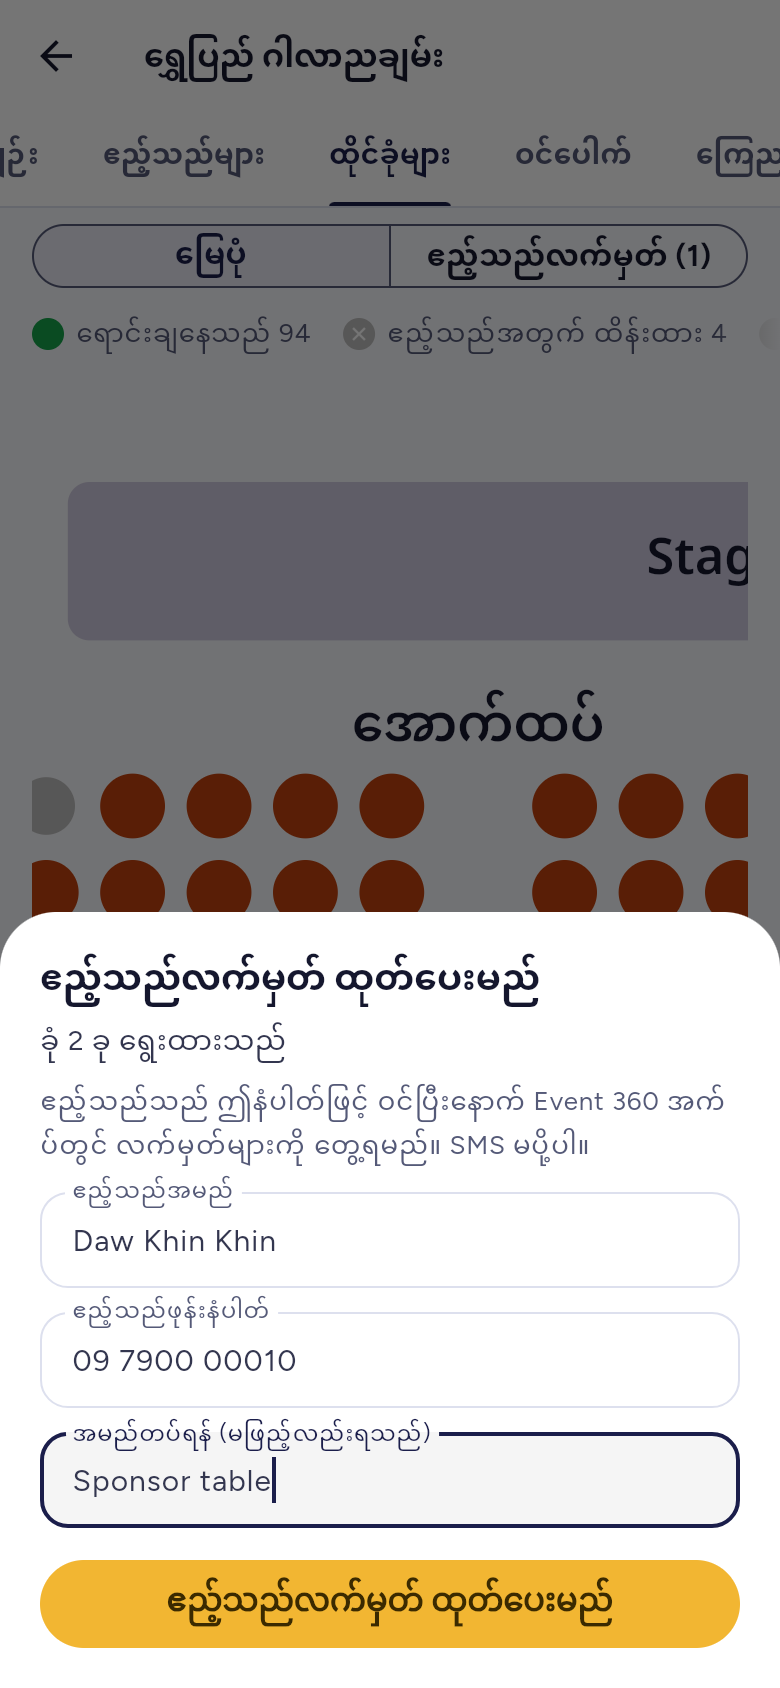 ရွှေပြည် ဂါလာညချမ်း
ဧည့်သည်များ
ထိုင်ခုံများ
ဝင်ပေါက်
မြေပုံ
ဧည့်သည်လက်မှတ် (1)
ရောင်းချနေသည် 94
ဧည့်သည်အတွက် ထိန်းထား 4
အောက်ထပ်
ဧည့်သည်လက်မှတ် ထုတ်ပေးမည်
ခုံ 2 ခု ရွေးထားသည်
ဧည့်သည်သည် ဤနံပါတ်ဖြင့် ဝင်ပြီးနောက် Event 360 အက်
ပ်တွင် လက်မှတ်များကို တွေ့ရမည်။ SMS မပို့ပါ။
ဧည့်သည်အမည်
Daw Khin Khin
ဧည့်သည်ဖုန်းနံပါတ်
09 7900 00010
အမည်တပ်ရန် (မဖြည့်လည်းရသည်)
Sponsor table
ဧည့်သည်လက်မှတ် ထုတ်ပေးမည်